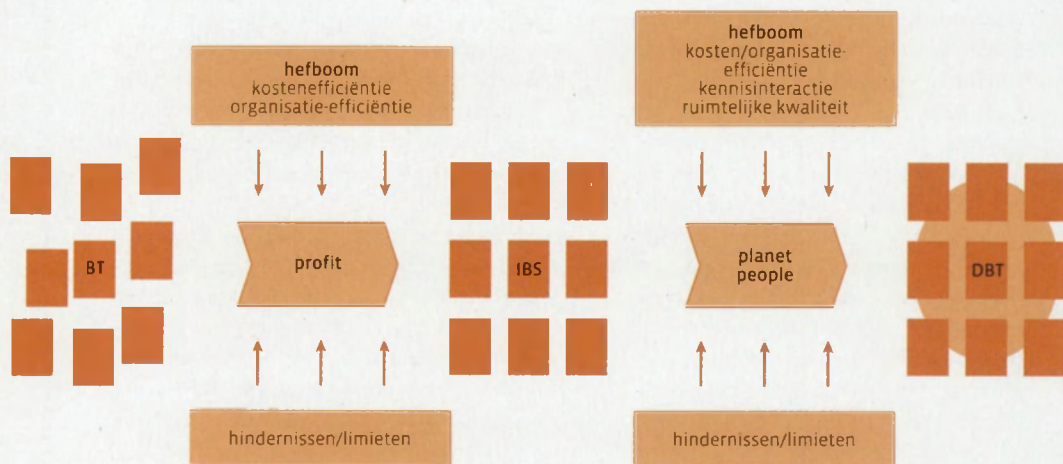 hefboom
kostenefficiëntie
organisatie-efficiëntie
hefboom
kosten/organisatie-
efficiëntie
kennisinteractie
ruimtelijke kwaliteit
BT
profit
IBS
planet
people
DBT
hindernissen/limieten
hindernissen/limieten